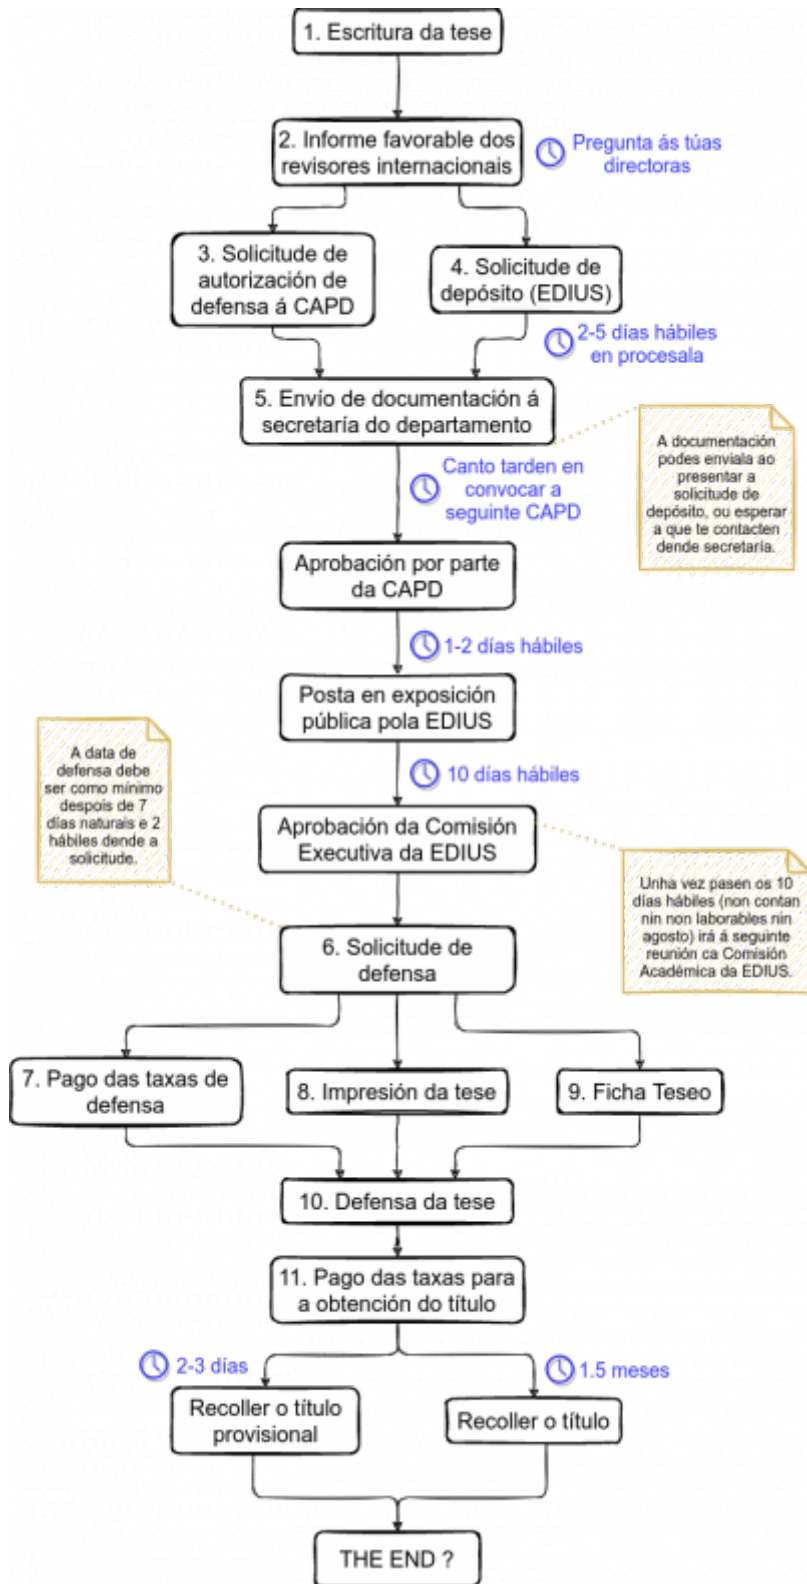 1. Escritura da tese
2. Informe favorable dos
revisores internacionais
Pregunta ás túas
directoras
3. Solicitude de
autorización de
defensa á CAPD
4. Solicitude de
depósito (EDIUS)
2-5 días hábiles
en procesala
5. Envío de documentación á
secretaría do departamento
A documentación
podes enviala ao
presentar a
solicitude de
depósito, ou esperar
a que te contacten
dende secretaría.
Canto tarden en
convocar a
seguinte CAPD
Aprobación por parte
da CAPD
1-2 días hábiles
Posta en exposición
pública pola EDIUS
A data de
defensa debe
ser como mínimo
despois de 7
días naturais e 2
hábiles dende a
solicitude.
10 días hábiles
Aprobación da Comisión
Executiva da EDIUS
Unha vez pasen os 10
días hábiles (non contan
nin non laborables nin
agosto) irá á seguinte
reunión ca Comisión
Académica da EDIUS.
6. Solicitude de
defensa
7. Pago das taxas de
defensa
8. Impresión da tese
9. Ficha Teseo
10. Defensa da tese
11. Pago das taxas para
a obtención do título
2-3 días
1.5 meses
Recoller o título
provisional
Recoller o título
THE END ?